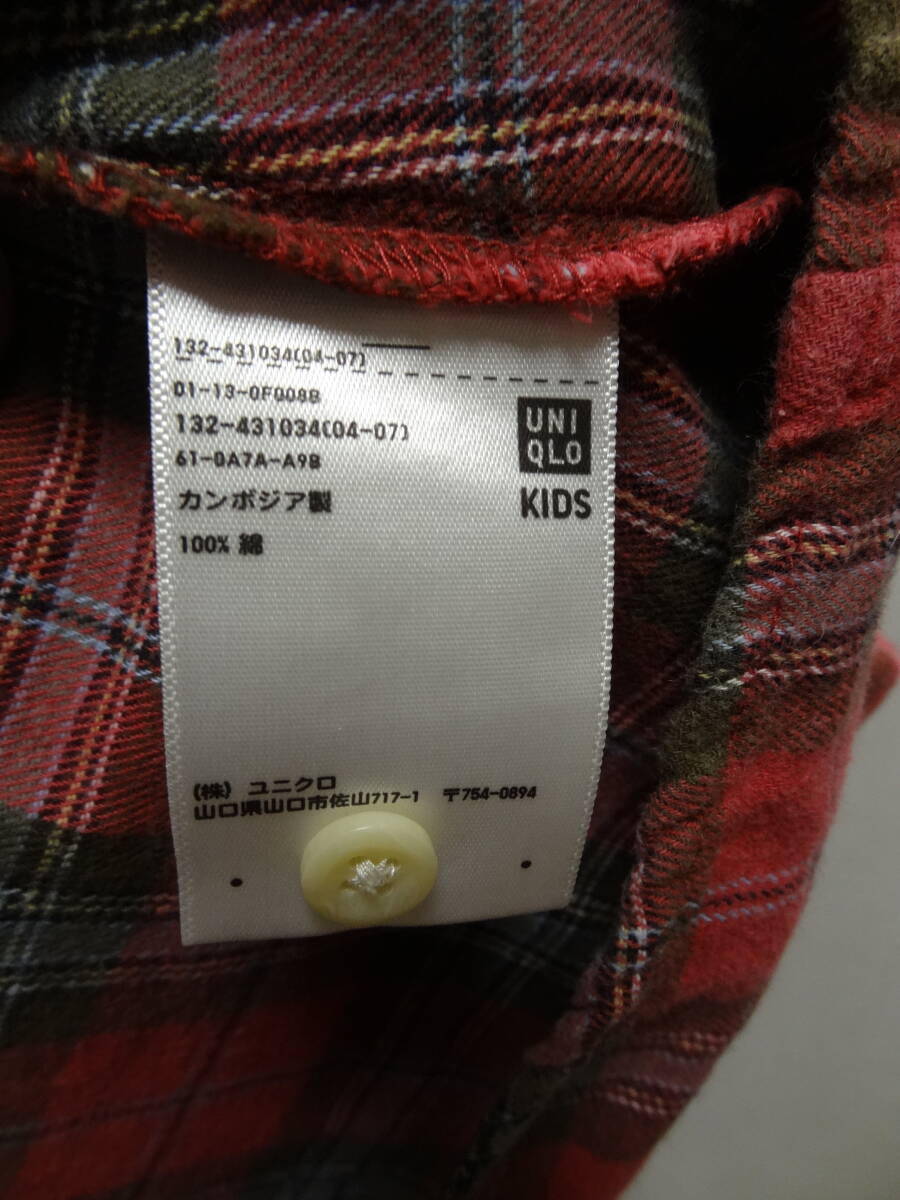 132-431034(04-07)
01-13-0F008B
132-431034(04-07)
61-0A7A-A9B
カンボジア製
100% 綿
UNI
QLO
KIDS
(株) ユニクロ
山口県山口市佐山717-1 〒754-0894